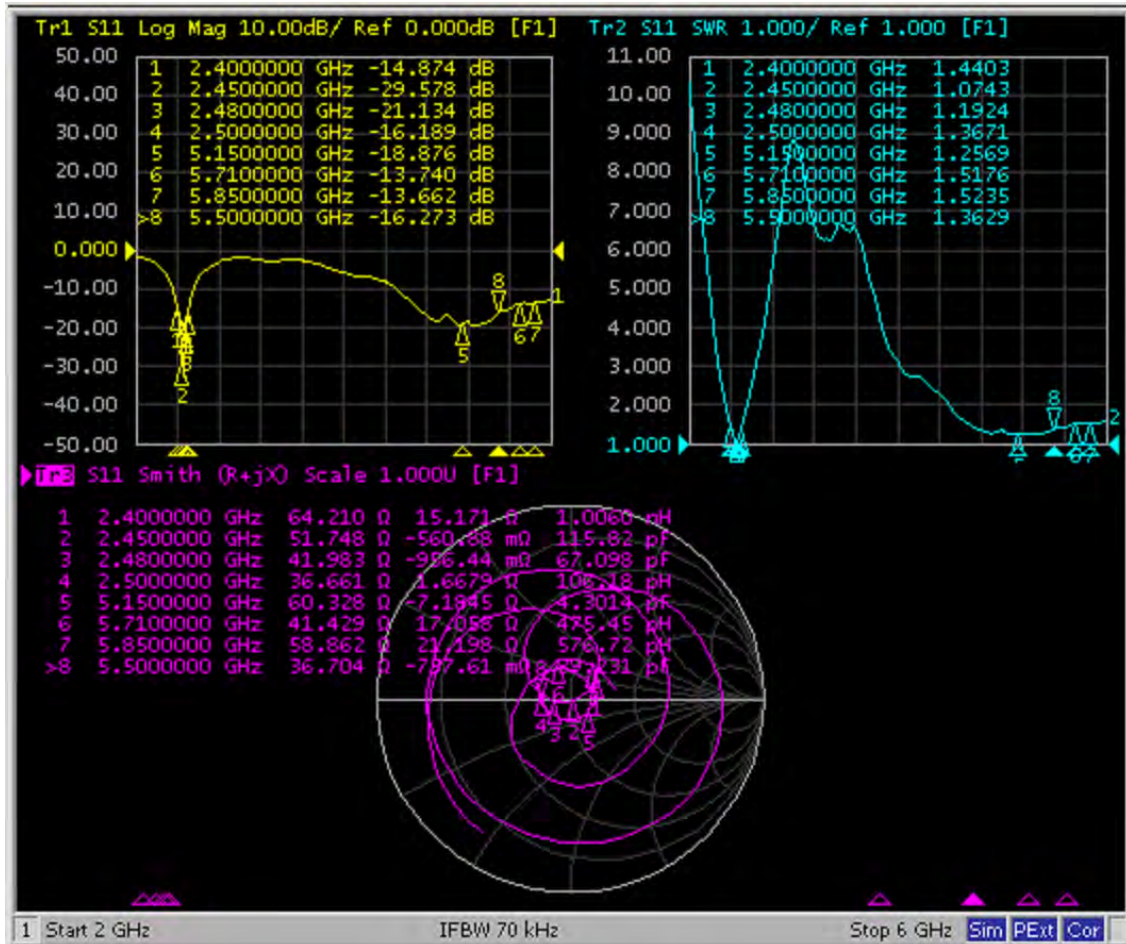 Tr1 S11 Log Mag 10.00dB/ Ref 0.000dB [F1]
50.00
40.00
30.00
20.00
10.00
0.000
-10.00
-20.00
-30.00
-40.00
-50.00
1 2.4000000 GHz -14.874 dB
2 2.4500000 GHz -29.578 dB
3 2.4800000 GHz -21.134 dB
4 2.5000000 GHz -16.189 dB
5 5.1500000 GHz -18.876 dB
6 5.7100000 GHz -13.740 dB
7 5.8500000 GHz -13.662 dB
>8 5.5000000 GHz -16.273 dB
8
1
2
5
6
7
Tr2 S11 SWR 1.000/ Ref 1.000 [F1]
11.00
10.00
9.000
8.000
7.000
6.000
5.000
4.000
3.000
2.000
1.000
1 2.4000000 GHz 1.4403
2 2.4500000 GHz 1.0743
3 2.4800000 GHz 1.1924
4 2.5000000 GHz 1.3671
5 5.1500000 GHz 1.2569
6 5.7100000 GHz 1.5176
7 5.8500000 GHz 1.5235
>8 5.5000000 GHz 1.3629
8
2
Tr3 S11 Smith (R+jX) Scale 1.000U [F1]
1 2.4000000 GHz 64.210 Ω 15.171 Ω 1.0060 nH
2 2.4500000 GHz 51.748 Ω mΩ 115.82 pF
3 2.4800000 GHz 41.983 Ω mΩ 67.098 pF
4 2.5000000 GHz 36.661 Ω 1.6679 Ω 106.18 pH
5 5.1500000 GHz 60.328 Ω -7.1845 Ω 4.3014 pF
6 5.7100000 GHz 41.429 Ω 17.058 Ω 475.45 pH
7 5.8500000 GHz 58.862 Ω 21.198 Ω 576.72 pH
>8 5.5000000 GHz 36.704 Ω mΩ pF
4
3
2
5
1 Start 2 GHz
IFBW 70 kHz
Stop 6 GHz Sim PExt Cor